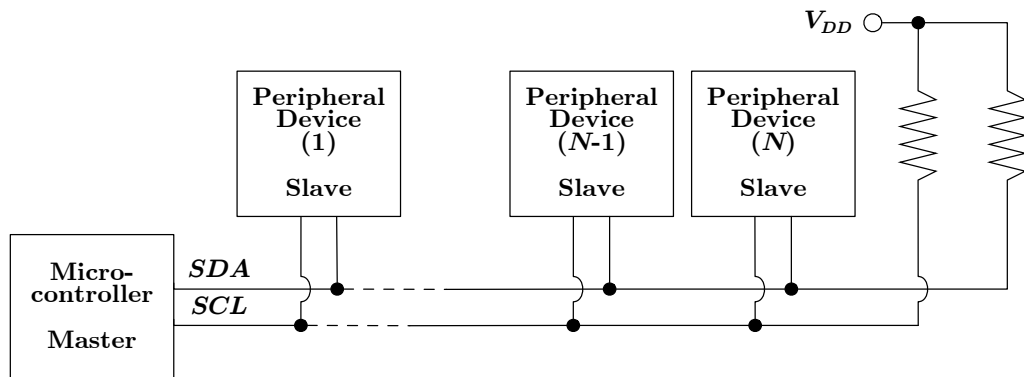 V_DD
Peripheral
Device
(1)
Slave
Peripheral
Device
(N-1)
Slave
Peripheral
Device
(N)
Slave
Micro-
controller
Master
SDA
SCL